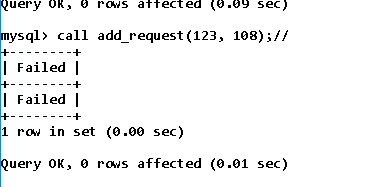 Query OK, 0 rows affected (0.09 sec)
mysql> call add_request(123, 108);//
+--------+
| Failed |
+--------+
| Failed |
+--------+
1 row in set (0.00 sec)
Query OK, 0 rows affected (0.01 sec)